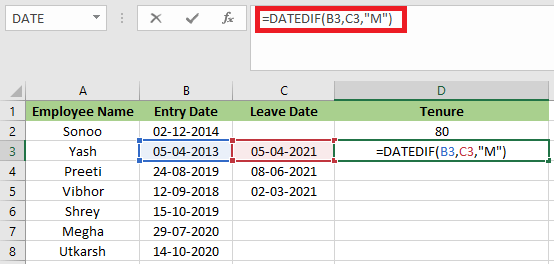 DATE =DATEDIF(B3,C3,"M")
A B C D
1 Employee Name Entry Date Leave Date Tenure
2 Sonoo 02-12-2014 80
3 Yash 05-04-2013 05-04-2021 =DATEDIF(B3,C3,"M")
4 Preeti 24-08-2019 08-06-2021
5 Vibhor 12-09-2018 02-03-2021
6 Shrey 15-10-2019
7 Megha 29-07-2020
8 Utkarsh 14-10-2020